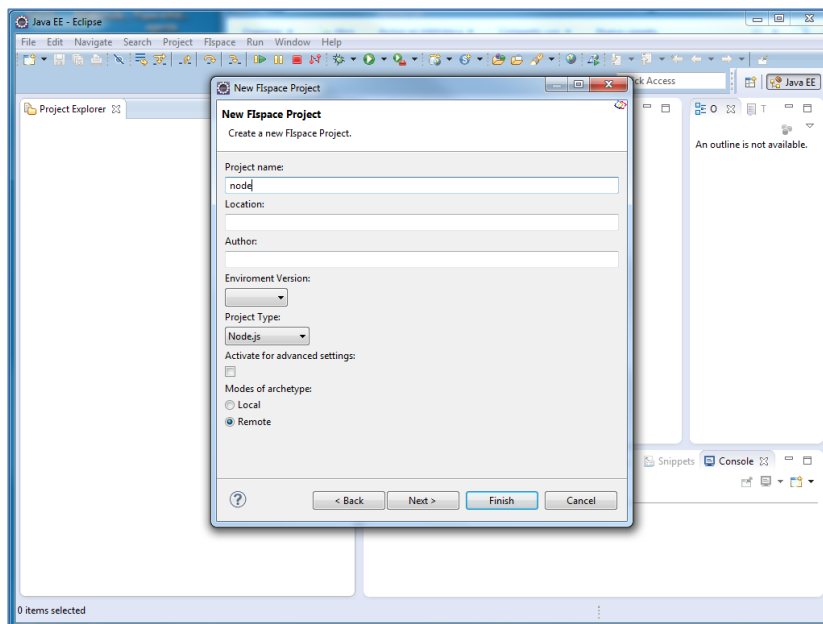 Java EE - Eclipse
File Edit Navigate Search Project FIspace Run Window Help
ck Access
Java EE
Project Explorer
O
T
An outline is not available.
New FIspace Project
New FIspace Project
Create a new FIspace Project.
Project name:
node
Location:
Author:
Enviroment Version:
Project Type:
Node.js
Activate for advanced settings:
Modes of archetype:
Local
Remote
Snippets Console
? < Back Next > Finish Cancel
0 items selected